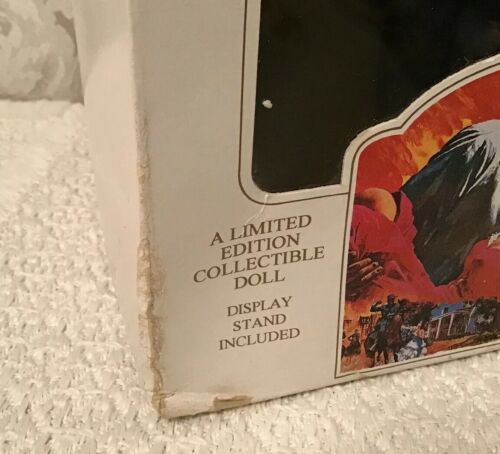 A LIMITED
EDITION
COLLECTIBLE
DOLL
DISPLAY
STAND
INCLUDED